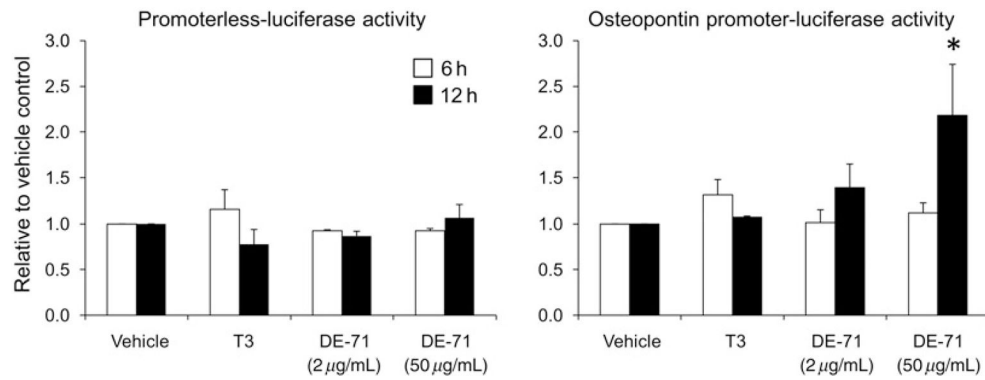 Promoterless-luciferase activity
Relative to vehicle control
3.0
2.5
2.0
1.5
1.0
0.5
0.0
6 h
12 h
Vehicle
T3
DE-71
(2 μg/mL)
DE-71
(50 μg/mL)
Osteopontin promoter-luciferase activity
3.0
2.5
2.0
1.5
1.0
0.5
0.0
*
Vehicle
T3
DE-71
(2 μg/mL)
DE-71
(50 μg/mL)